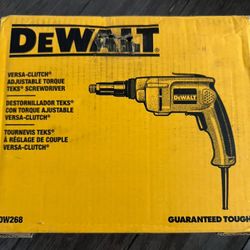 DEWALT
VERSA-CLUTCH™
ADJUSTABLE TORQUE
TEKS® SCREWDRIVER
DESTORNILLADOR TEKS®
CON TORQUE AJUSTABLE
VERSA-CLUTCH™
TOURNEVIS TEKS®
À RÉGLAGE DE COUPLE
VERSA-CLUTCH™
DEWALT
DW268
GUARANTEED TOUGH